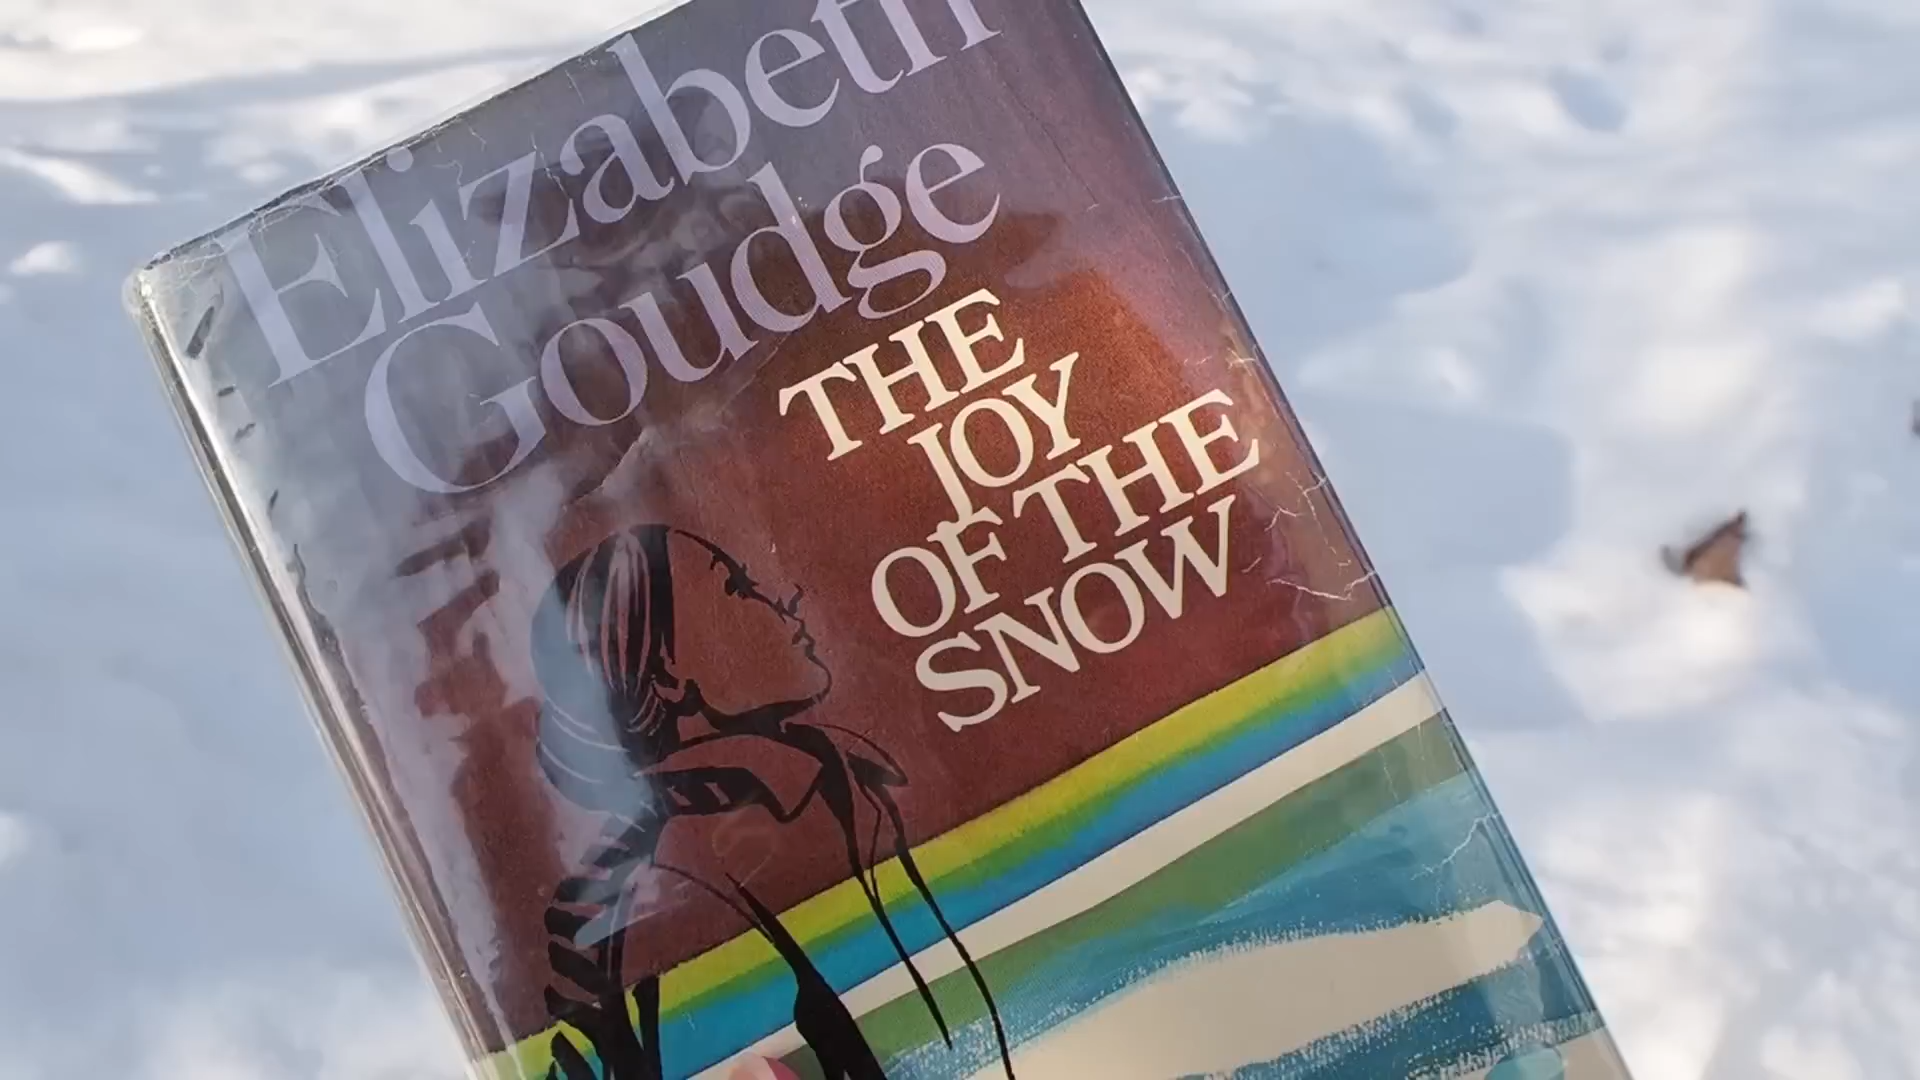 Elizabeth
Goudge
THE
JOY
OF THE
SNOW